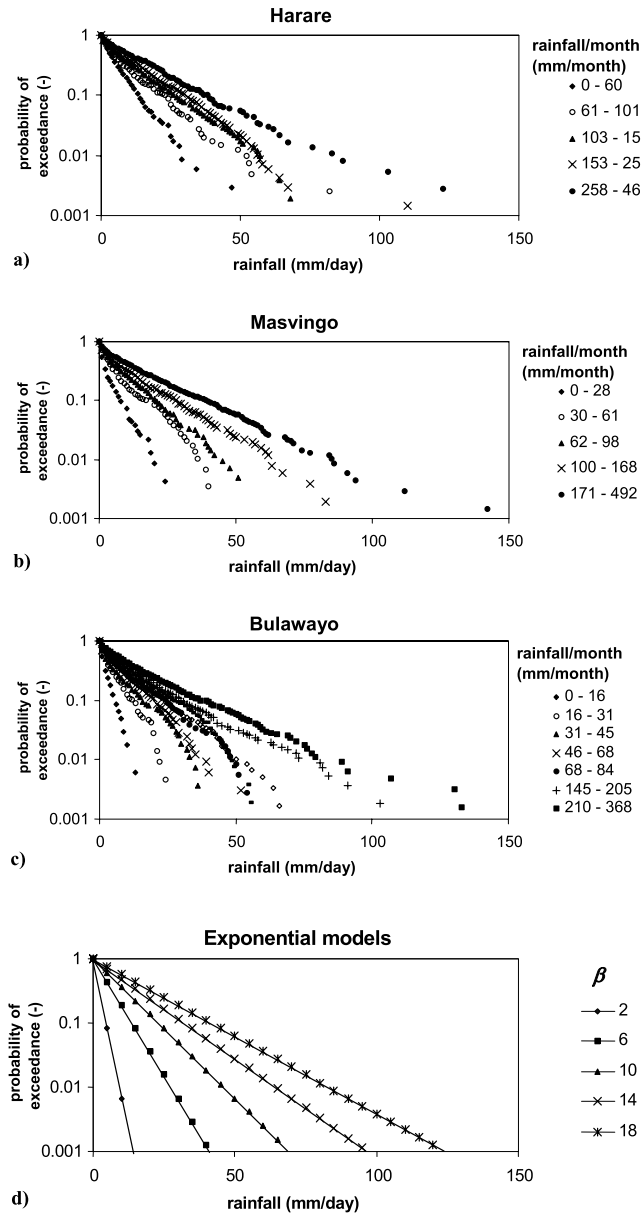 Harare
probability of
exceedance (-)
1
0.1
0.01
0.001
0
50
100
150
rainfall (mm/day)
rainfall/month
(mm/month)
0 - 60
61 - 101
103 - 15
153 - 25
258 - 46
a)
Masvingo
probability of
exceedance (-)
1
0.1
0.01
0.001
0
50
100
150
rainfall (mm/day)
rainfall/month
(mm/month)
0 - 28
30 - 61
62 - 98
100 - 168
171 - 492
b)
Bulawayo
probability of
exceedance (-)
1
0.1
0.01
0.001
0
50
100
150
rainfall (mm/day)
rainfall/month
(mm/month)
0 - 16
16 - 31
31 - 45
46 - 68
68 - 84
145 - 205
210 - 368
c)
Exponential models
probability of
exceedance (-)
1
0.1
0.01
0.001
0
50
100
150
rainfall (mm/day)
β
2
6
10
14
18
d)